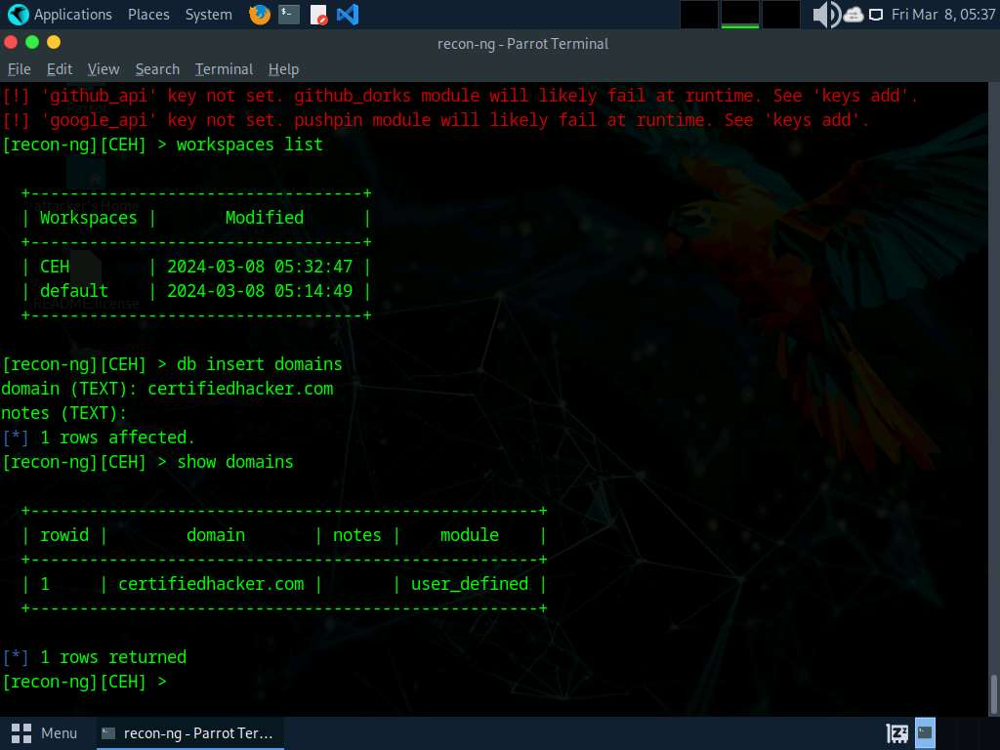 Applications Places System Fri Mar 8, 05:37
recon-ng - Parrot Terminal
File Edit View Search Terminal Help
[!] 'github_api' key not set. github_dorks module will likely fail at runtime. See 'keys add'.
[!] 'google_api' key not set. pushpin module will likely fail at runtime. See 'keys add'.
[recon-ng][CEH] > workspaces list
+----------------------------------+
| Workspaces | Modified |
+----------------------------------+
| CEH | 2024-03-08 05:32:47 |
| default | 2024-03-08 05:14:49 |
README.license
+----------------------------------+
[recon-ng][CEH] > db insert domains
domain (TEXT): certifiedhacker.com
notes (TEXT):
[*] 1 rows affected.
[recon-ng][CEH] > show domains
+----------------------------------------------------+
| rowid | domain | notes | module |
+----------------------------------------------------+
| 1 | certifiedhacker.com | | user_defined |
+----------------------------------------------------+
[*] 1 rows returned
[recon-ng][CEH] >
Menu recon-ng - Parrot Ter...